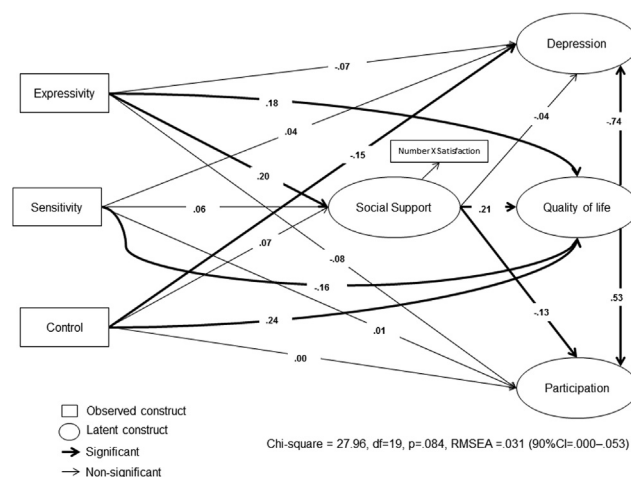 Depression
-.07
Expressivity
.18
.04
-.04
-.74
-.15
Number X Satisfaction
.20
Sensitivity
.06
Social Support
.21
Quality of life
.07
-.08
-.16
-.13
.53
Control
.24
.01
.00
Participation
Observed construct
Latent construct
Significant
Non-significant
Chi-square = 27.96, df=19, p=.084, RMSEA =.031 (90%CI=.000–.053)